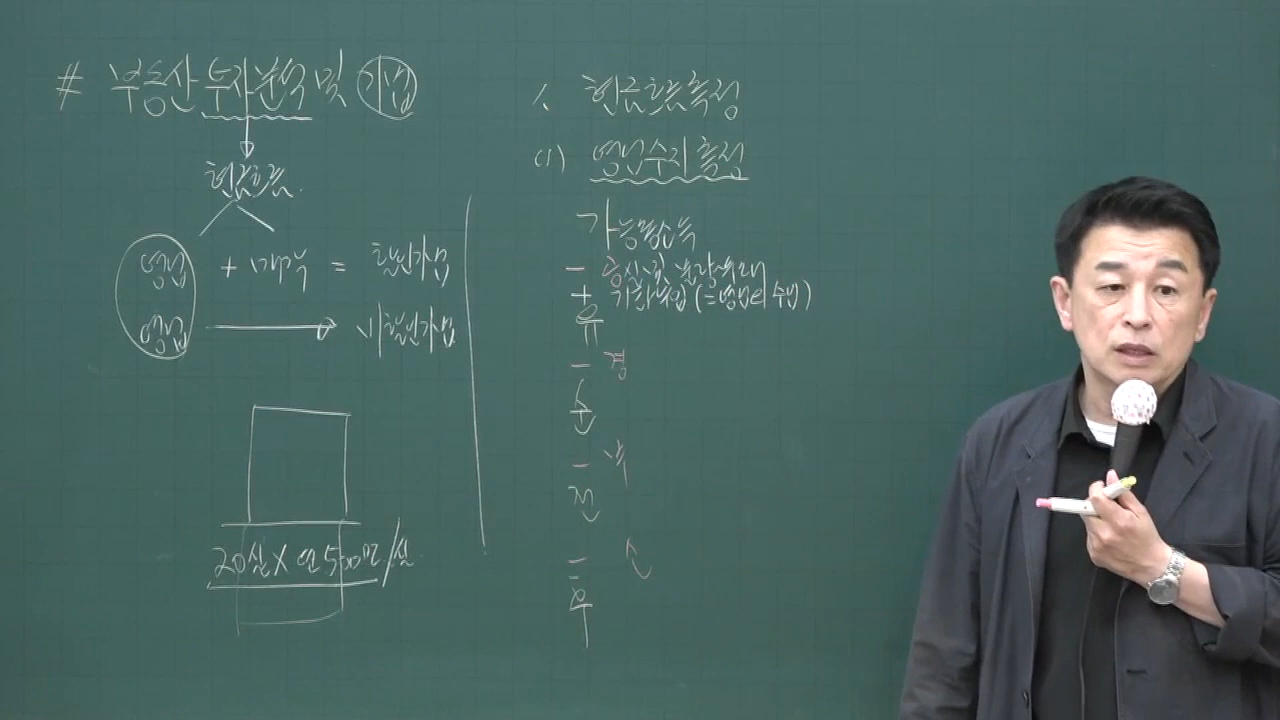 # 부동산 투자분석 및 기법
현금흐름
영업 + 매각 = 할인기법
영업 → 비할인기법
20실 X 연 500만/실
1. 현금흐름측정
(1) 영업수지측정
가능총소득
- 공실 및 불량부채
+ 기타수입 (=영업외 수입)
유
- 경
순
- 부
전
- 
후